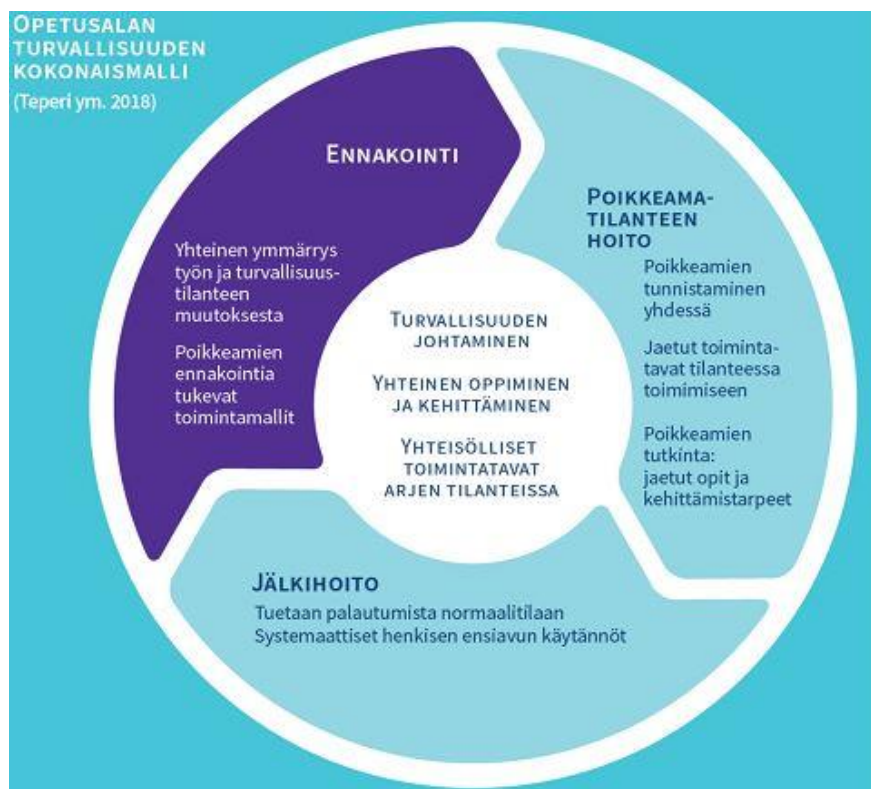 OPETUSALAN
TURVALLISUUDEN
KOKONAISMALLI
(Teperi ym. 2018)
ENNAKOINTI
Yhteinen ymmärrys
työn ja turvallisuus-
tilanteen
muutoksesta
Poikkeamien
ennakointia
tukevat
toimintamallit
POIKKEAMA-
TILANTEEN
HOITO
Poikkeamien
tunnistaminen
yhdessä
Jaetut toiminta-
tavat tilanteessa
toimimiseen
Poikkeamien
tutkinta:
jaetut opit ja
kehittämistarpeet
TURVALLISUUDEN
JOHTAMINEN
YHTEINEN OPPIMINEN
JA KEHITTÄMINEN
YHTEISÖLLISET
TOIMINTATAVAT
ARJEN TILANTEISSA
JÄLKIHOITO
Tuetaan palautumista normaalitilaan
Systemaattiset henkisen ensiavun käytännöt